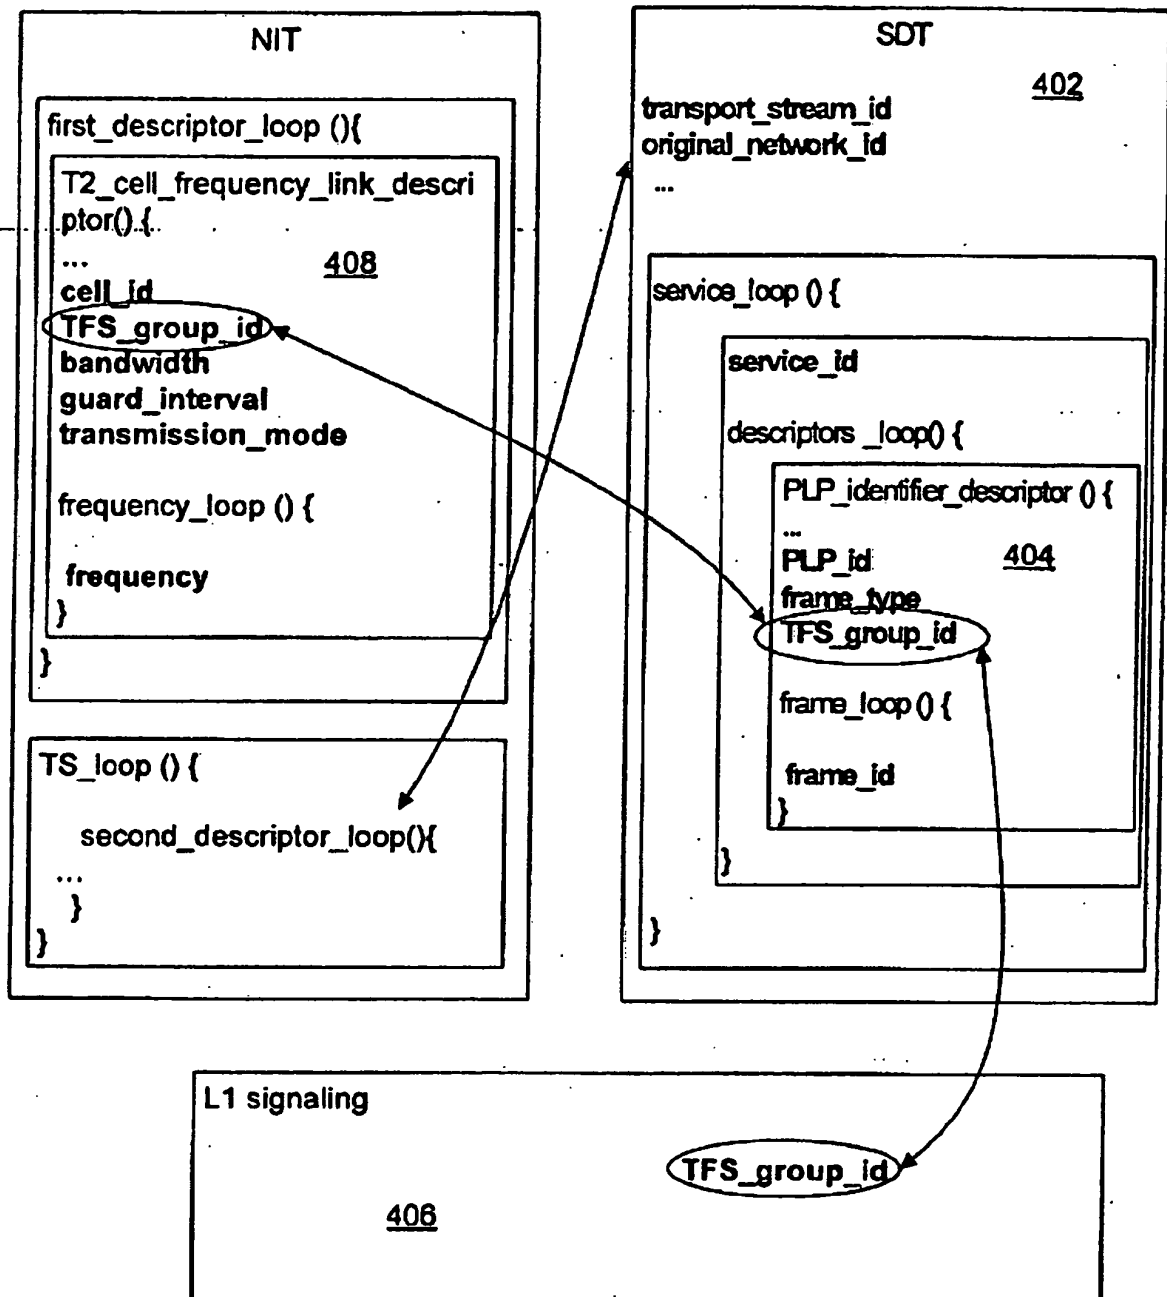 NIT
first_descriptor_loop (){
T2_cell_frequency_link_descri
ptor() {
...
408
cell_id
TFS_group_id
bandwidth
guard_interval
transmission_mode
frequency_loop () {
frequency
}
}
TS_loop () {
second_descriptor_loop(){
...
}
}
SDT
402
transport_stream_id
original_network_id
...
service_loop () {
service_id
descriptors _loop() {
PLP_identifier_descriptor () {
...
PLP_id
404
frame_type
TFS_group_id
frame_loop () {
frame_id
}
}
}
L1 signaling
TFS_group_id
406